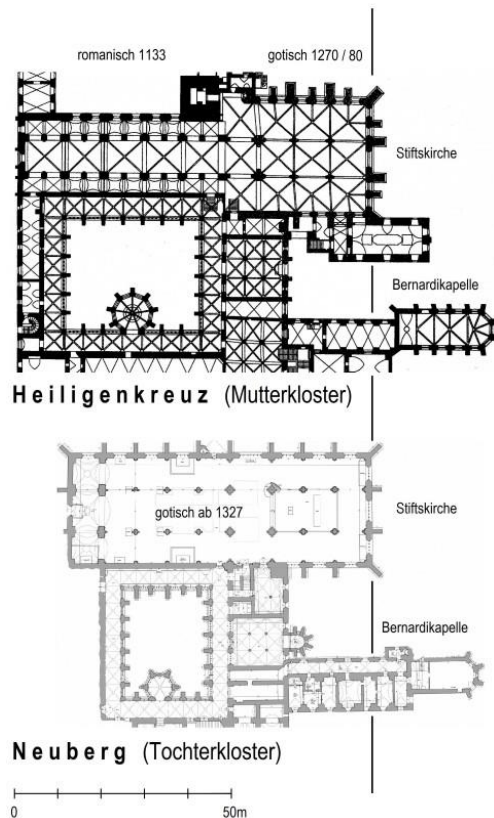 romanisch 1133 gotisch 1270 / 80
Stiftskirche
Bernardikapelle
Heiligenkreuz (Mutterkloster)
gotisch ab 1327
Stiftskirche
Bernardikapelle
Neuberg (Tochterkloster)
0 50m